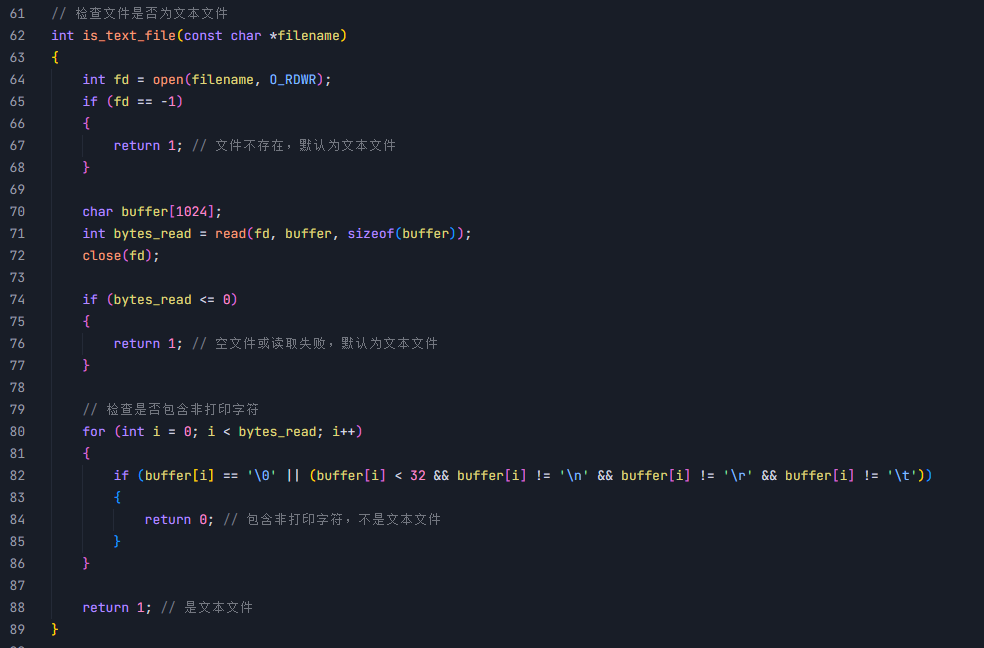 61 // 检查文件是否为文本文件
62 int is_text_file(const char *filename)
63 {
64     int fd = open(filename, O_RDWR);
65     if (fd == -1)
66     {
67         return 1; // 文件不存在，默认为文本文件
68     }
69
70     char buffer[1024];
71     int bytes_read = read(fd, buffer, sizeof(buffer));
72     close(fd);
73
74     if (bytes_read <= 0)
75     {
76         return 1; // 空文件或读取失败，默认为文本文件
77     }
78
79     // 检查是否包含非打印字符
80     for (int i = 0; i < bytes_read; i++)
81     {
82         if (buffer[i] == '\0' || (buffer[i] < 32 && buffer[i] != '\n' && buffer[i] != '\r' && buffer[i] != '\t'))
83         {
84             return 0; // 包含非打印字符，不是文本文件
85         }
86     }
87
88     return 1; // 是文本文件
89 }